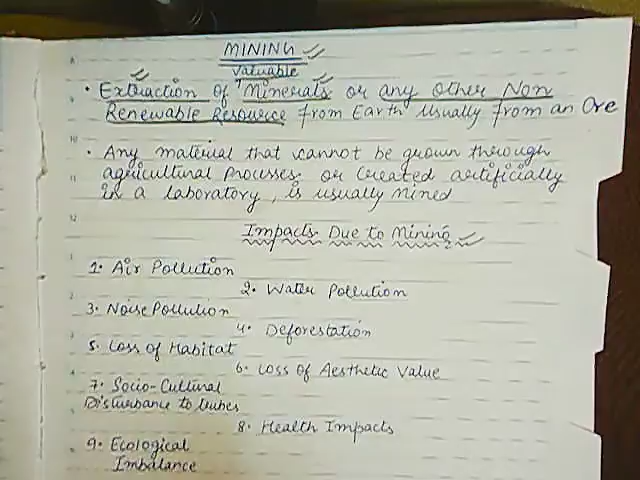 MINING
Valuable
• Extraction of Minerals or any other Non
Renewable Resource from Earth Usually from an Ore
• Any material that cannot be grown through
agricultural Processes or Created artificially
in a laboratory, is usually mined
Impacts Due to Mining
1. Air Pollution
2. Water Pollution
3. Noise Pollution
4. Deforestation
5. Loss of Habitat
6. Loss of Aesthetic Value
7. Socio-Cultural
Disturbance to tribes
8. Health Impacts
9. Ecological
Imbalance